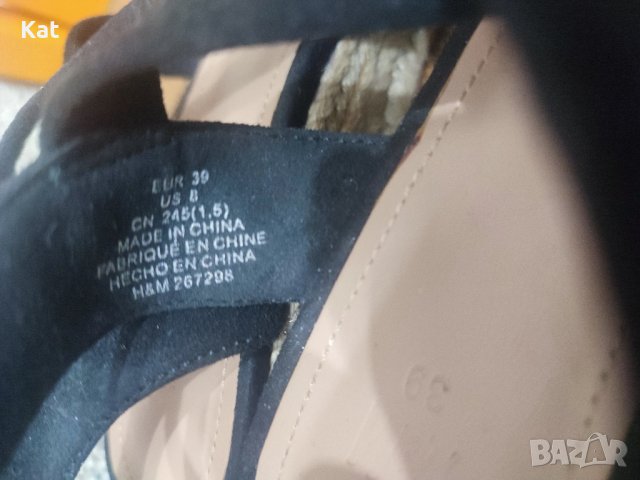 Kat
EUR 39
US 8
CN 245(1.5)
MADE IN CHINA
FABRIQUÉ EN CHINE
HECHO EN CHINA
H&M 267298
39
BAZAR